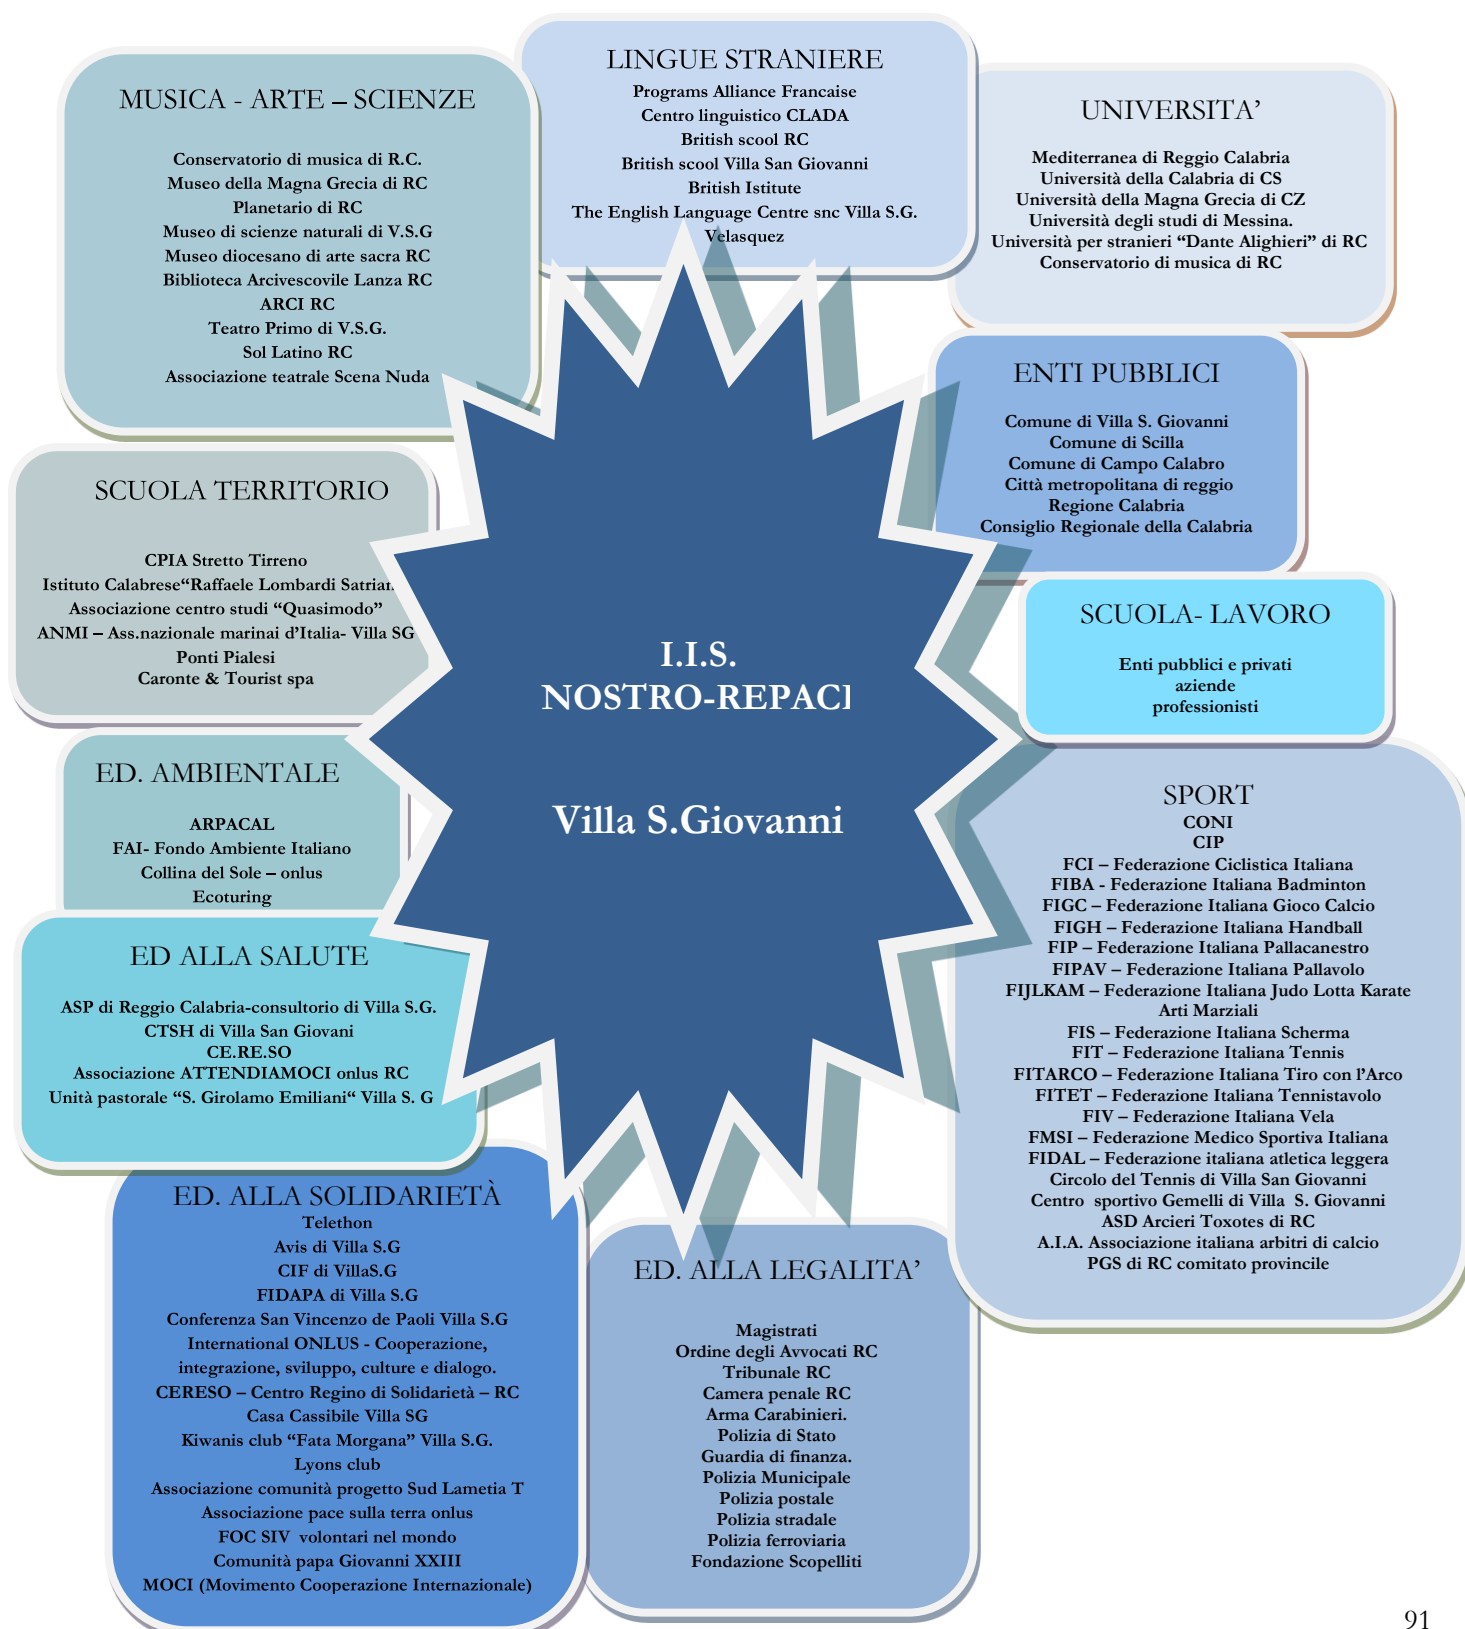 MUSICA - ARTE – SCIENZE
Conservatorio di musica di R.C.
Museo della Magna Grecia di RC
Planetario di RC
Museo di scienze naturali di V.S.G
Museo diocesano di arte sacra RC
Biblioteca Arcivescovile Lanza RC
ARCI RC
Teatro Primo di V.S.G.
Sol Latino RC
Associazione teatrale Scena Nuda
LINGUE STRANIERE
Programs Alliance Francaise
Centro linguistico CLADA
British scool RC
British scool Villa San Giovanni
British Istitute
The English Language Centre snc Villa S.G.
Velasquez
UNIVERSITA’
Mediterranea di Reggio Calabria
Università della Calabria di CS
Università della Magna Grecia di CZ
Università degli studi di Messina.
Università per stranieri “Dante Alighieri” di RC
Conservatorio di musica di RC
ENTI PUBBLICI
Comune di Villa S. Giovanni
Comune di Scilla
Comune di Campo Calabro
Città metropolitana di reggio
Regione Calabria
Consiglio Regionale della Calabria
SCUOLA TERRITORIO
CPIA Stretto Tirreno
Istituto Calabrese“Raffaele Lombardi Satrian
Associazione centro studi “Quasimodo”
ANMI – Ass.nazionale marinai d’Italia- Villa SG
Ponti Pialesi
Caronte & Tourist spa
I.I.S.
NOSTRO-REPACI
Villa S.Giovanni
SCUOLA- LAVORO
Enti pubblici e privati
aziende
professionisti
ED. AMBIENTALE
ARPACAL
FAI- Fondo Ambiente Italiano
Collina del Sole – onlus
Ecoturing
SPORT
CONI
CIP
FCI – Federazione Ciclistica Italiana
FIBA - Federazione Italiana Badminton
FIGC – Federazione Italiana Gioco Calcio
FIGH – Federazione Italiana Handball
FIP – Federazione Italiana Pallacanestro
FIPAV – Federazione Italiana Pallavolo
FIJLKAM – Federazione Italiana Judo Lotta Karate
Arti Marziali
FIS – Federazione Italiana Scherma
FIT – Federazione Italiana Tennis
FITARCO – Federazione Italiana Tiro con l’Arco
FITET – Federazione Italiana Tennistavolo
FIV – Federazione Italiana Vela
FMSI – Federazione Medico Sportiva Italiana
FIDAL – Federazione italiana atletica leggera
Circolo del Tennis di Villa San Giovanni
Centro sportivo Gemelli di Villa S. Giovanni
ASD Arcieri Toxotes di RC
A.I.A. Associazione italiana arbitri di calcio
PGS di RC comitato provincile
ED ALLA SALUTE
ASP di Reggio Calabria-consultorio di Villa S.G.
CTSH di Villa San Giovani
CE.RE.SO
Associazione ATTENDIAMOCI onlus RC
Unità pastorale “S. Girolamo Emiliani“ Villa S. G
ED. ALLA SOLIDARIETÀ
Telethon
Avis di Villa S.G
CIF di VillaS.G
FIDAPA di Villa S.G
Conferenza San Vincenzo de Paoli Villa S.G
International ONLUS - Cooperazione,
integrazione, sviluppo, culture e dialogo.
CERESO – Centro Regino di Solidarietà – RC
Casa Cassibile Villa SG
Kiwanis club “Fata Morgana” Villa S.G.
Lyons club
Associazione comunità progetto Sud Lametia T
Associazione pace sulla terra onlus
FOC SIV volontari nel mondo
Comunità papa Giovanni XXIII
MOCI (Movimento Cooperazione Internazionale)
ED. ALLA LEGALITA’
Magistrati
Ordine degli Avvocati RC
Tribunale RC
Camera penale RC
Arma Carabinieri.
Polizia di Stato
Guardia di finanza.
Polizia Municipale
Polizia postale
Polizia stradale
Polizia ferroviaria
Fondazione Scopelliti
91